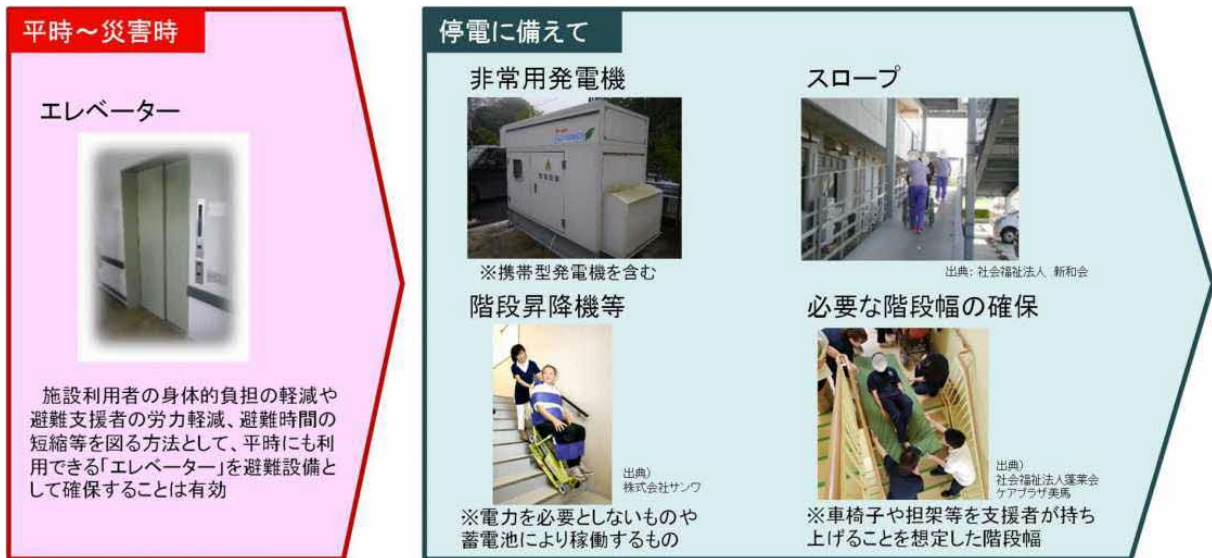 平時～災害時
エレベーター
施設利用者の身体的負担の軽減や
避難支援者の労力軽減、避難時間の
短縮等を図る方法として、平時にも利
用できる「エレベーター」を避難設備と
して確保することは有効
停電に備えて
非常用発電機
※携帯型発電機を含む
スロープ
出典：社会福祉法人 新和会
階段昇降機等
出典）
株式会社サンワ
※電力を必要としないものや
蓄電池により稼働するもの
必要な階段幅の確保
出典）
社会福祉法人蓬莱会
ケアプラザ美馬
※車椅子や担架等を支援者が持ち
上げることを想定した階段幅